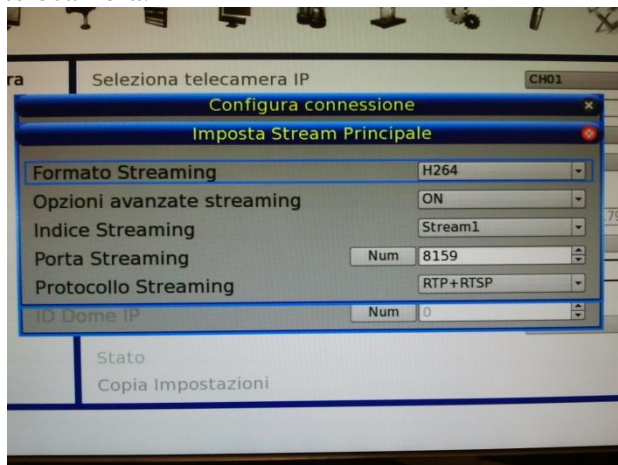 ra Seleziona telecamera IP CH01
Configura connessione ×
Imposta Stream Principale
Formato Streaming H264
Opzioni avanzate streaming ON
Indice Streaming Stream1
Porta Streaming Num 8159
Protocollo Streaming RTP+RTSP
ID Dome IP Num 0
Stato
Copia Impostazioni